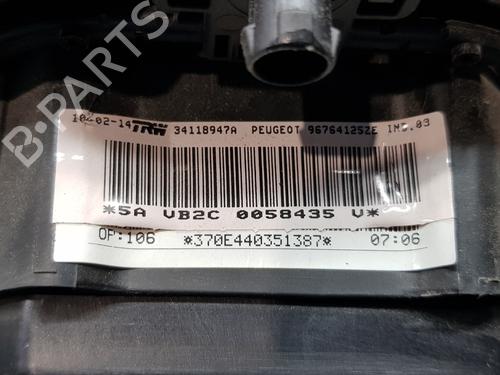 B-PARTS
10-02-14 TRW 34118947A PEUGEOT 96764125ZE IND.03
*5A VB2C 0058435 V*
OP:106 *370E440351387* 07:06